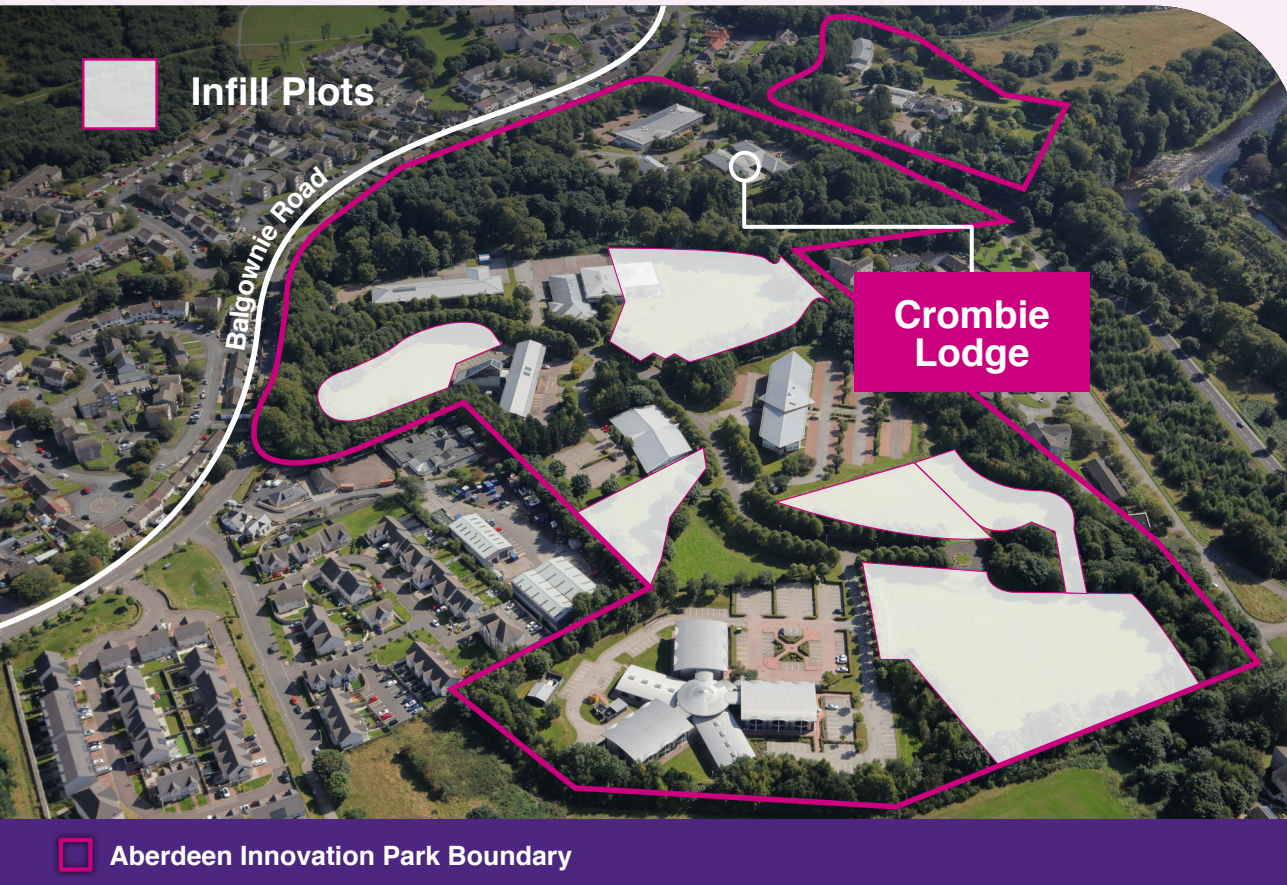 Infill Plots
Balgownie Road
Crombie
Lodge
Aberdeen Innovation Park Boundary